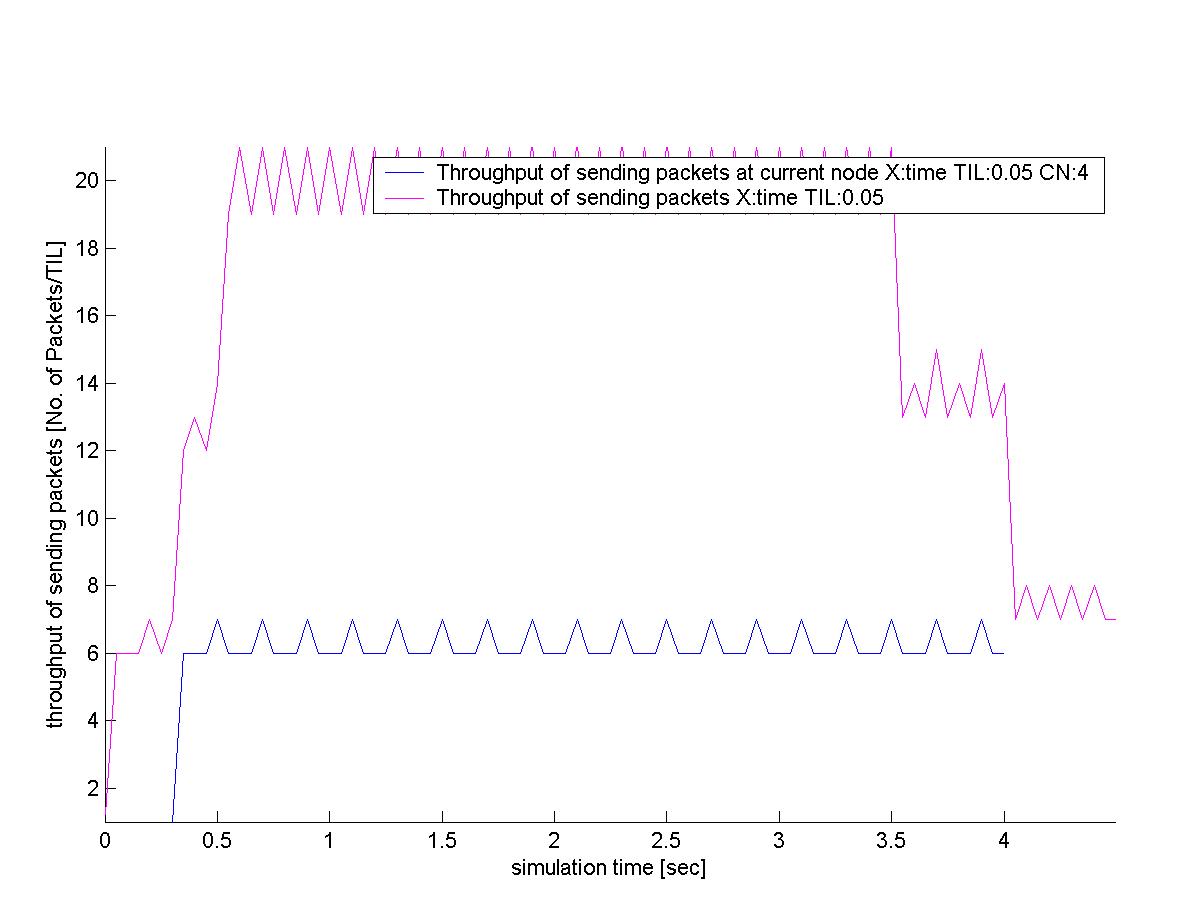 Throughput of sending packets at current node X:time TIL:0.05 CN:4
Throughput of sending packets X:time TIL:0.05
throughput of sending packets [No. of Packets/TIL]
20
18
16
14
12
10
8
6
4
2
0 0.5 1 1.5 2 2.5 3 3.5 4
simulation time [sec]